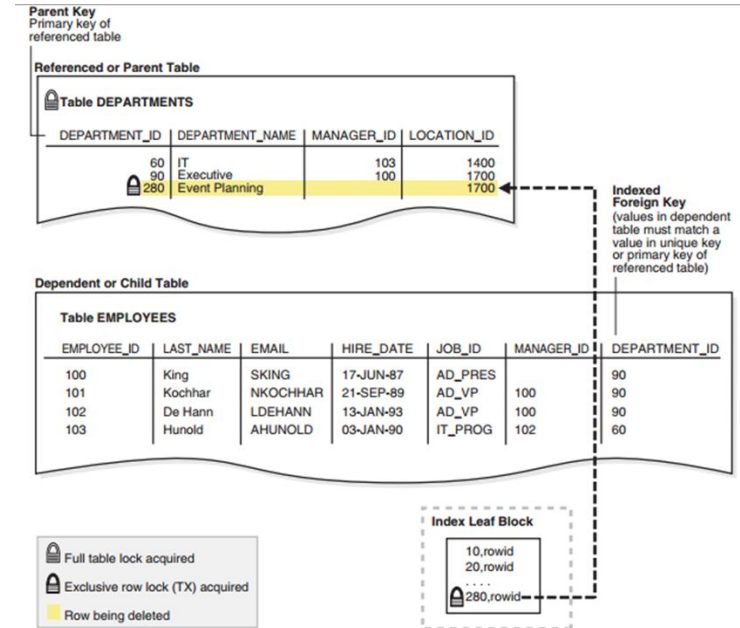 Parent Key
Primary key of
referenced table
Referenced or Parent Table
Table DEPARTMENTS
DEPARTMENT_ID DEPARTMENT_NAME MANAGER_ID LOCATION_ID
60 IT 103 1400
90 Executive 100 1700
280 Event Planning 1700
Indexed
Foreign Key
(values in dependent
table must match a
value in unique key
or primary key of
referenced table)
Dependent or Child Table
Table EMPLOYEES
EMPLOYEE_ID LAST_NAME EMAIL HIRE_DATE JOB_ID MANAGER_ID DEPARTMENT_ID
100 King SKING 17-JUN-87 AD_PRES 90
101 Kochhar NKOCHHAR 21-SEP-89 AD_VP 100 90
102 De Hann LDEHANN 13-JAN-93 AD_VP 100 90
103 Hunold AHUNOLD 03-JAN-90 IT_PROG 102 60
Index Leaf Block
10,rowid
20,rowid
. . . .
280,rowid
Full table lock acquired
Exclusive row lock (TX) acquired
Row being deleted